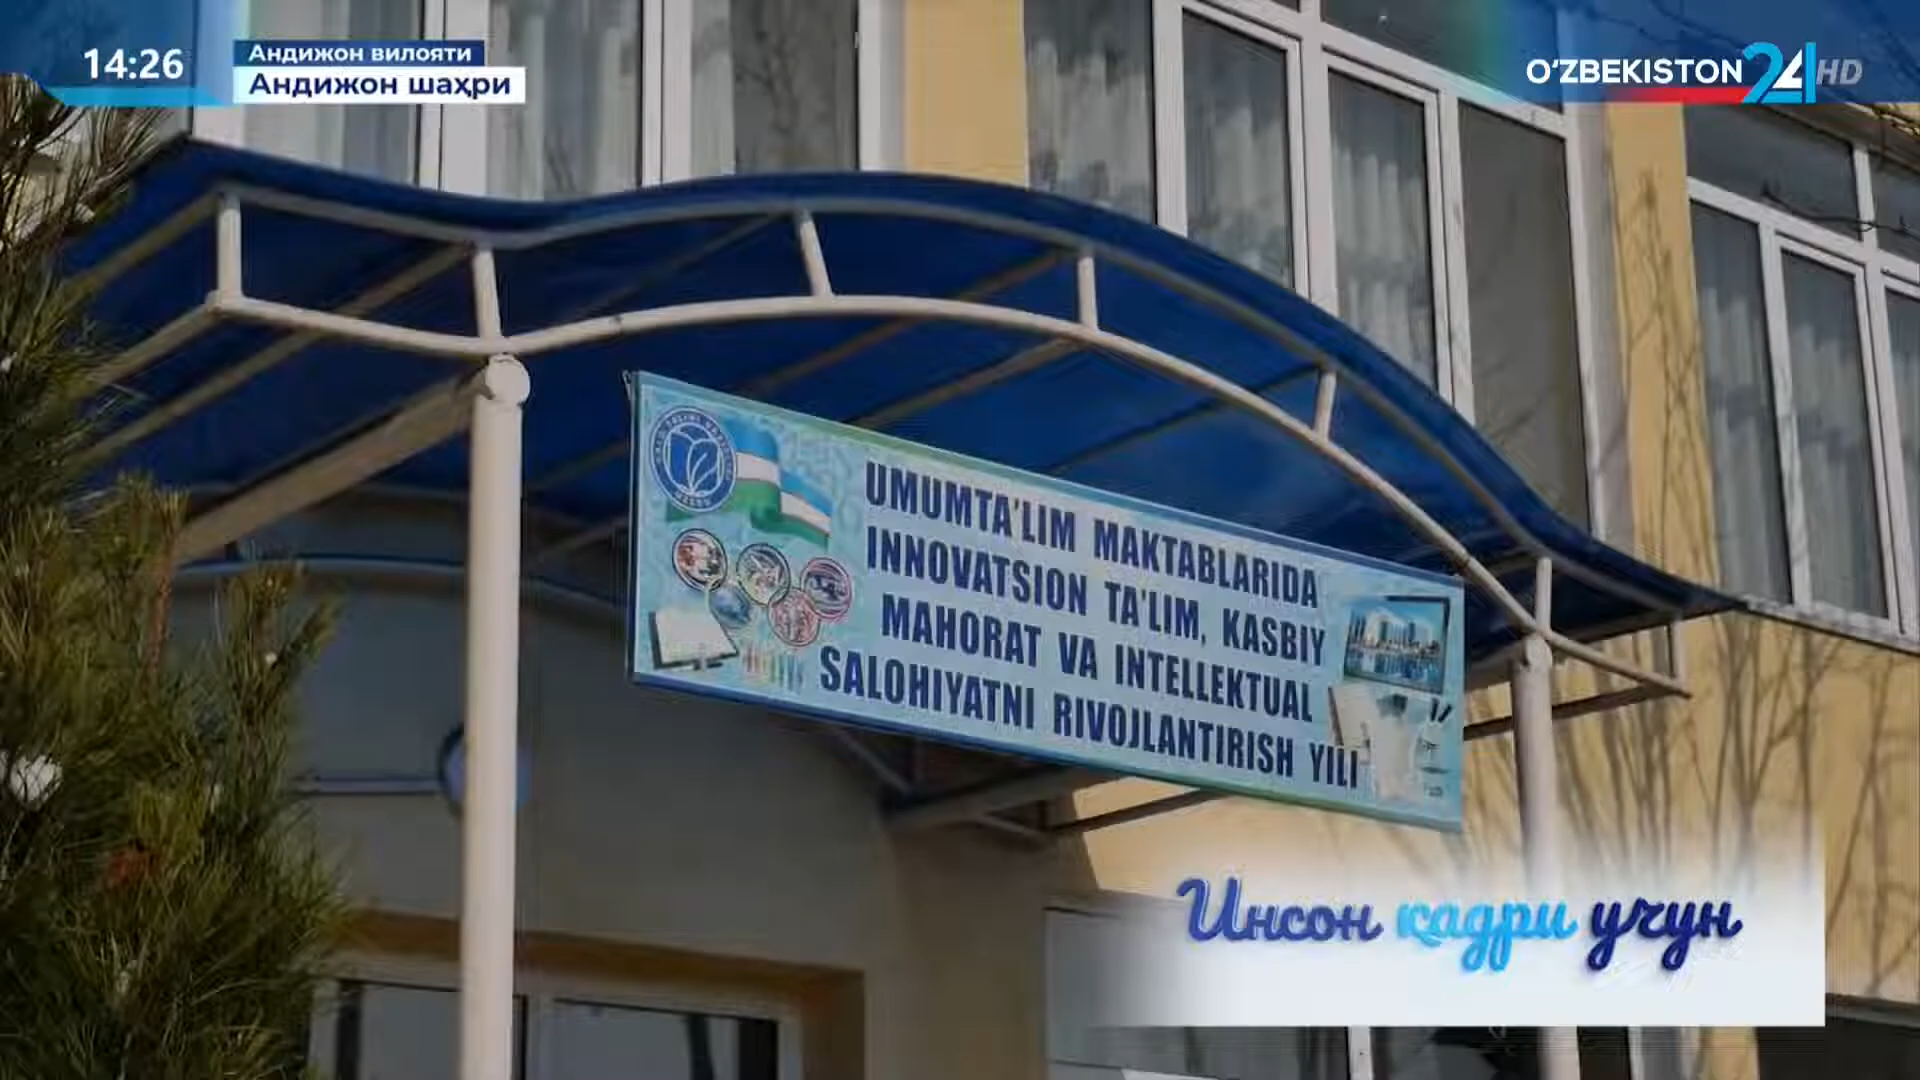 14:26
Андижон вилояти
Андижон шаҳри
O‘ZBEKISTON 24 HD
UMUMTA'LIM MAKTABLARIDA
INNOVATSION TA'LIM, KASBIY
MAHORAT VA INTELLEKTUAL
SALOHIYATNI RIVOJLANTIRISH YILI
Инсон қадри учун